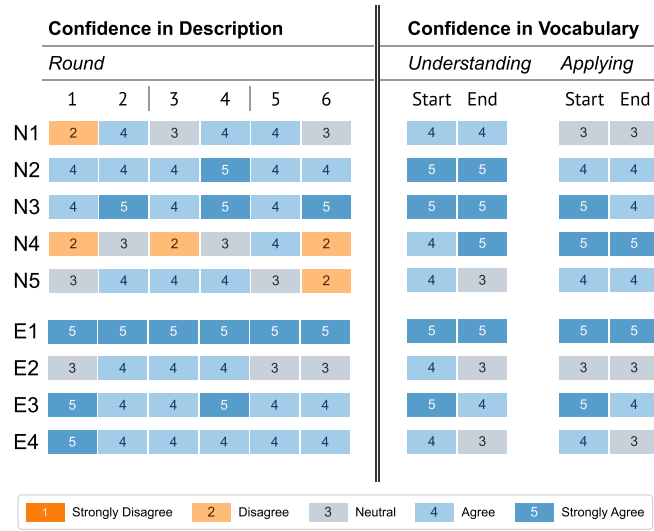 Confidence in Description Confidence in Vocabulary
Round Understanding Applying
1 2 3 4 5 6 Start End Start End
N1 2 4 3 4 4 3 4 4 3 3
N2 4 4 4 5 4 4 5 5 4 4
N3 4 5 4 5 4 5 5 5 5 4
N4 2 3 2 3 4 2 4 5 5 5
N5 3 4 4 4 3 2 4 3 4 4
E1 5 5 5 5 5 5 5 5 5 5
E2 3 4 4 4 3 3 4 3 3 3
E3 5 4 4 5 4 4 5 4 5 4
E4 5 4 4 4 4 4 4 3 4 3
1 Strongly Disagree 2 Disagree 3 Neutral 4 Agree 5 Strongly Agree